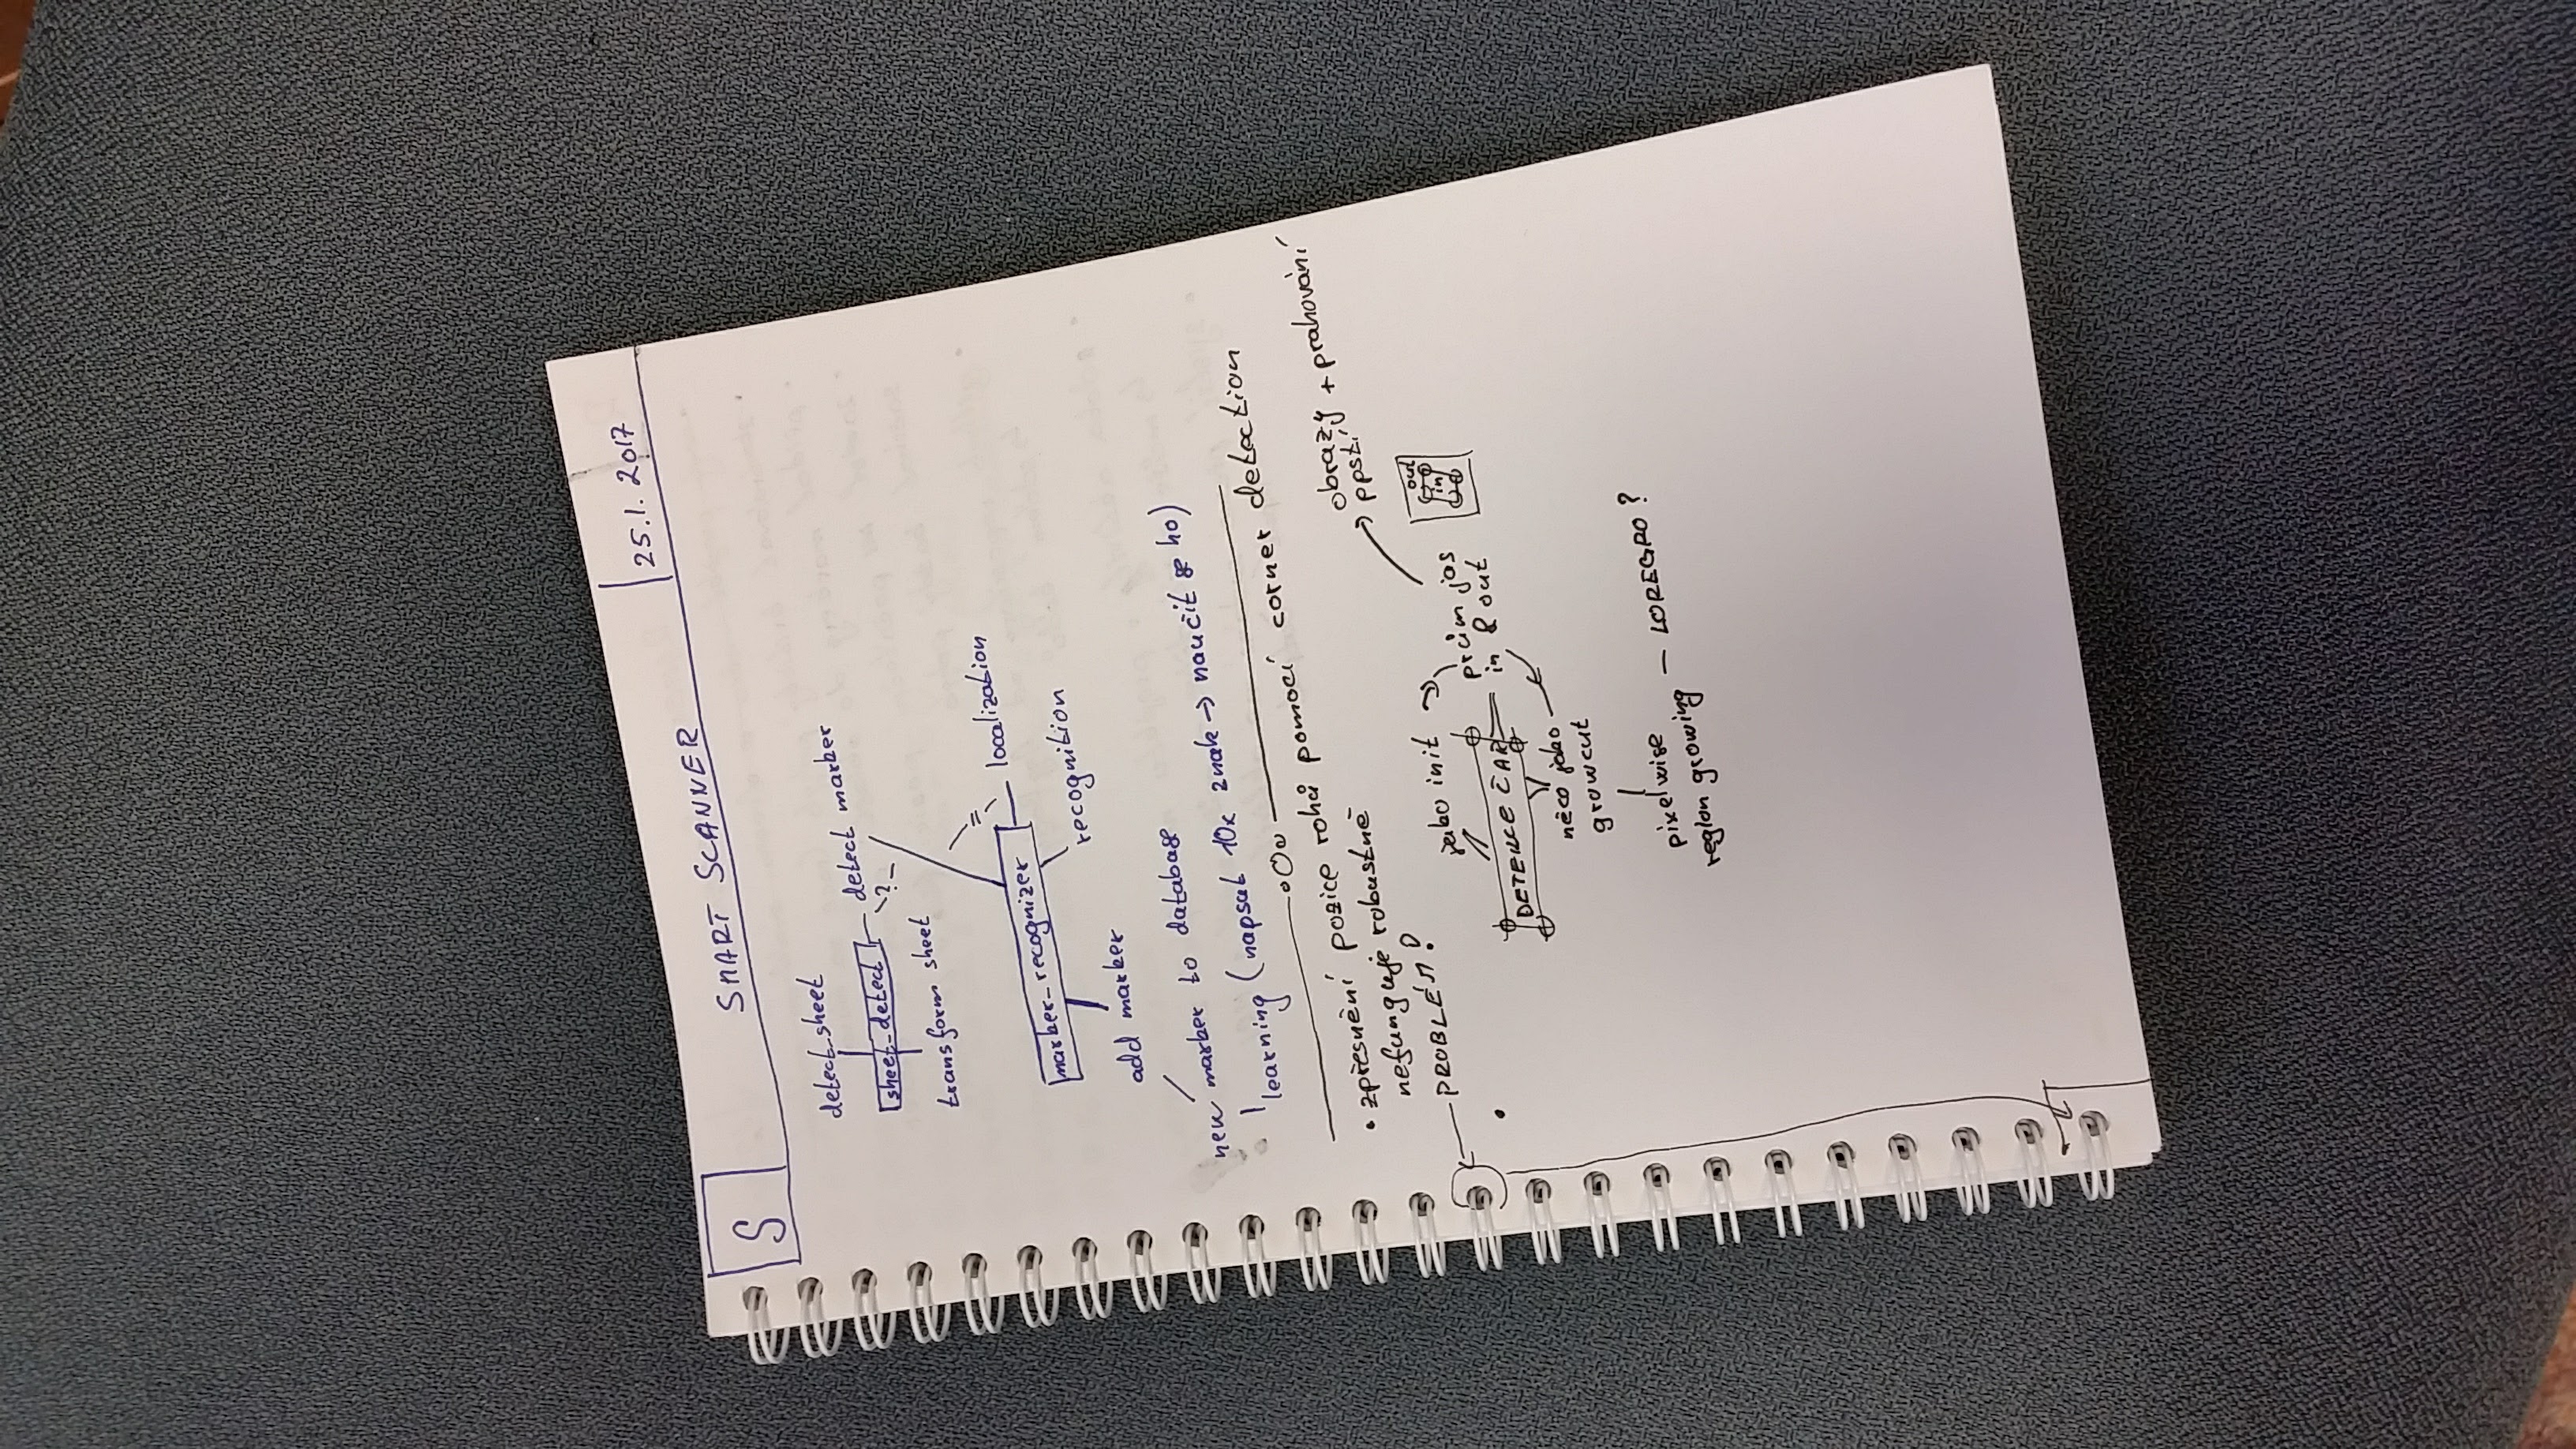 S
SMART SCANNER
25.1.2017
detect_sheet
sheet_detect
detect marker
?
transform sheet
=
localization
marker_recognizer
recognition
add marker
new marker to database
learning (napsat 10x znak → naučit se ho)
• zpřesnění pozice rohů pomocí corner detection
nefunguje robustně
PROBLÉM!
obrazy + prahování
ppstí
jako init
prům jas
in & out
out
in
DETEKCE ČAR
něco jako
growcut
pixelwise
region growing – LOREGRO?